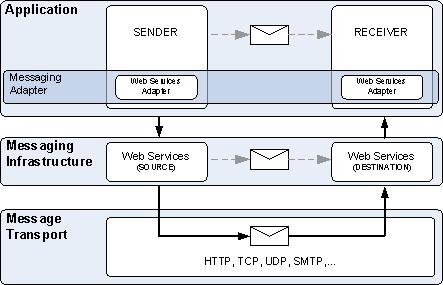 Application
SENDER
RECEIVER
Messaging
Adapter
Web Services
Adapter
Web Services
Adapter
Messaging
Infrastructure
Web Services
(SOURCE)
Web Services
(DESTINATION)
Message
Transport
HTTP, TCP, UDP, SMTP,...